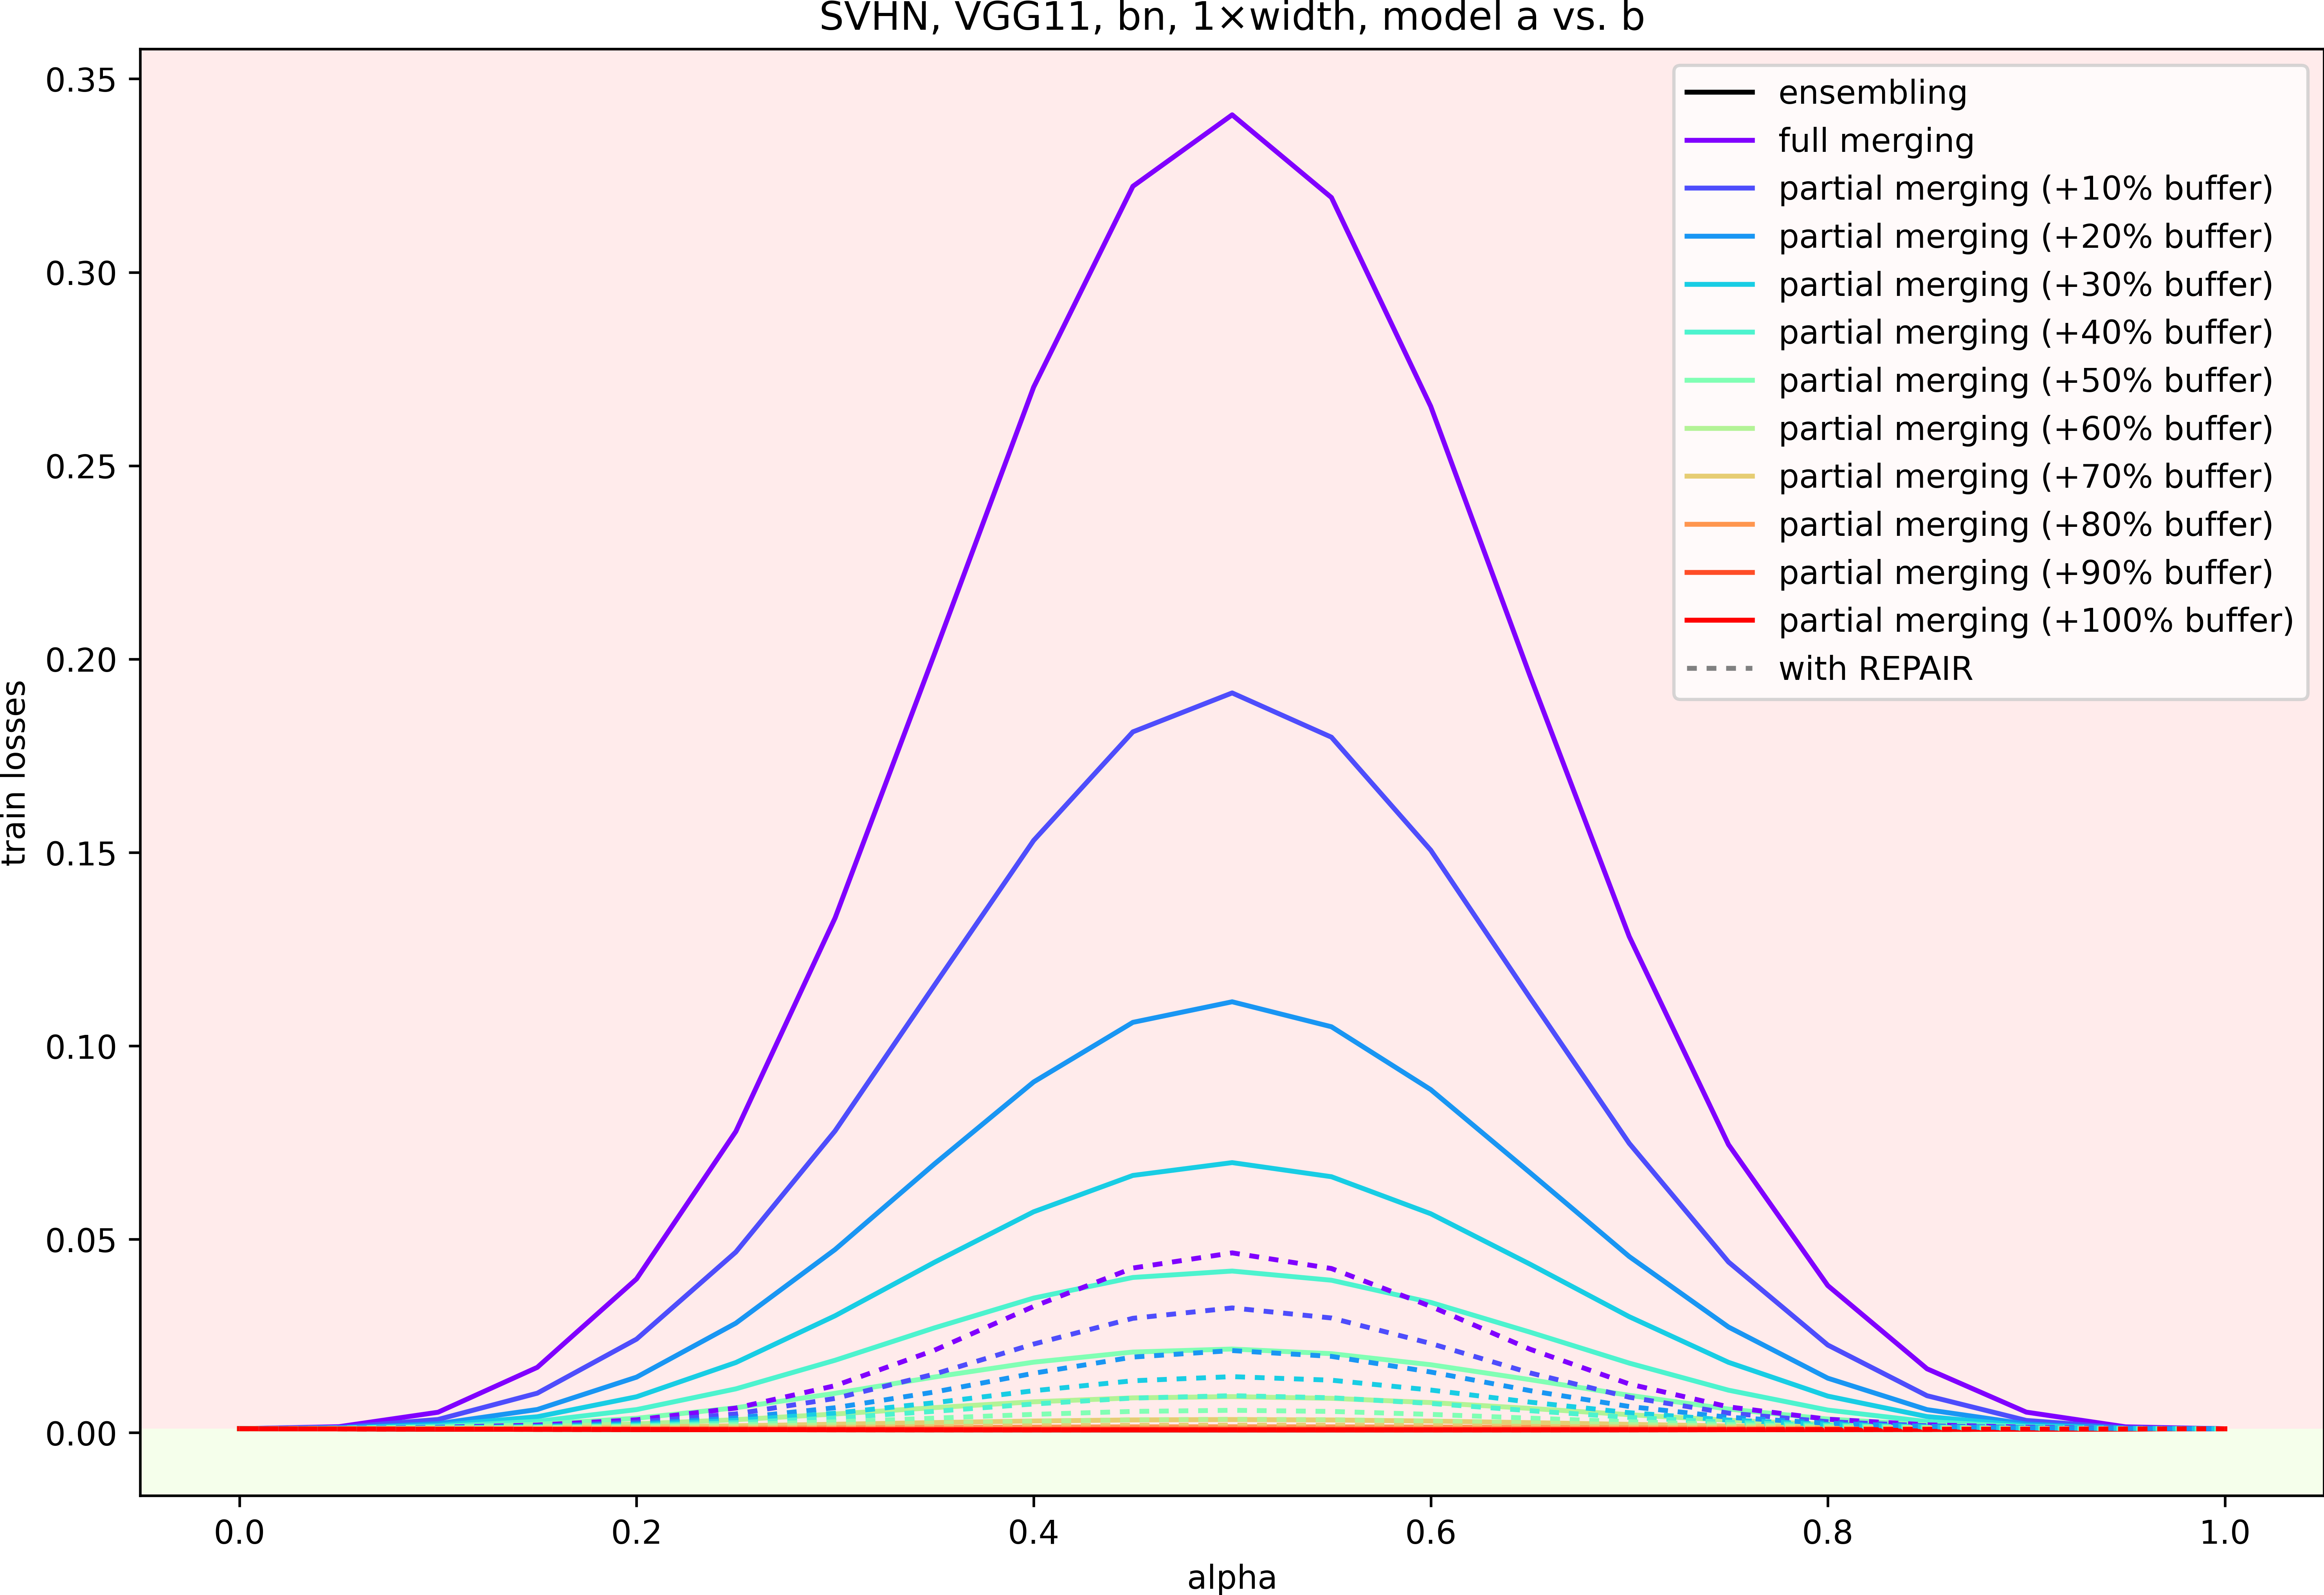 SVHN, VGG11, bn, 1×width, model a vs. b
0.35
0.30
0.25
0.20
0.15
0.10
0.05
0.00
train losses
ensembling
full merging
partial merging (+10% buffer)
partial merging (+20% buffer)
partial merging (+30% buffer)
partial merging (+40% buffer)
partial merging (+50% buffer)
partial merging (+60% buffer)
partial merging (+70% buffer)
partial merging (+80% buffer)
partial merging (+90% buffer)
partial merging (+100% buffer)
with REPAIR
0.0 0.2 0.4 0.6 0.8 1.0
alpha